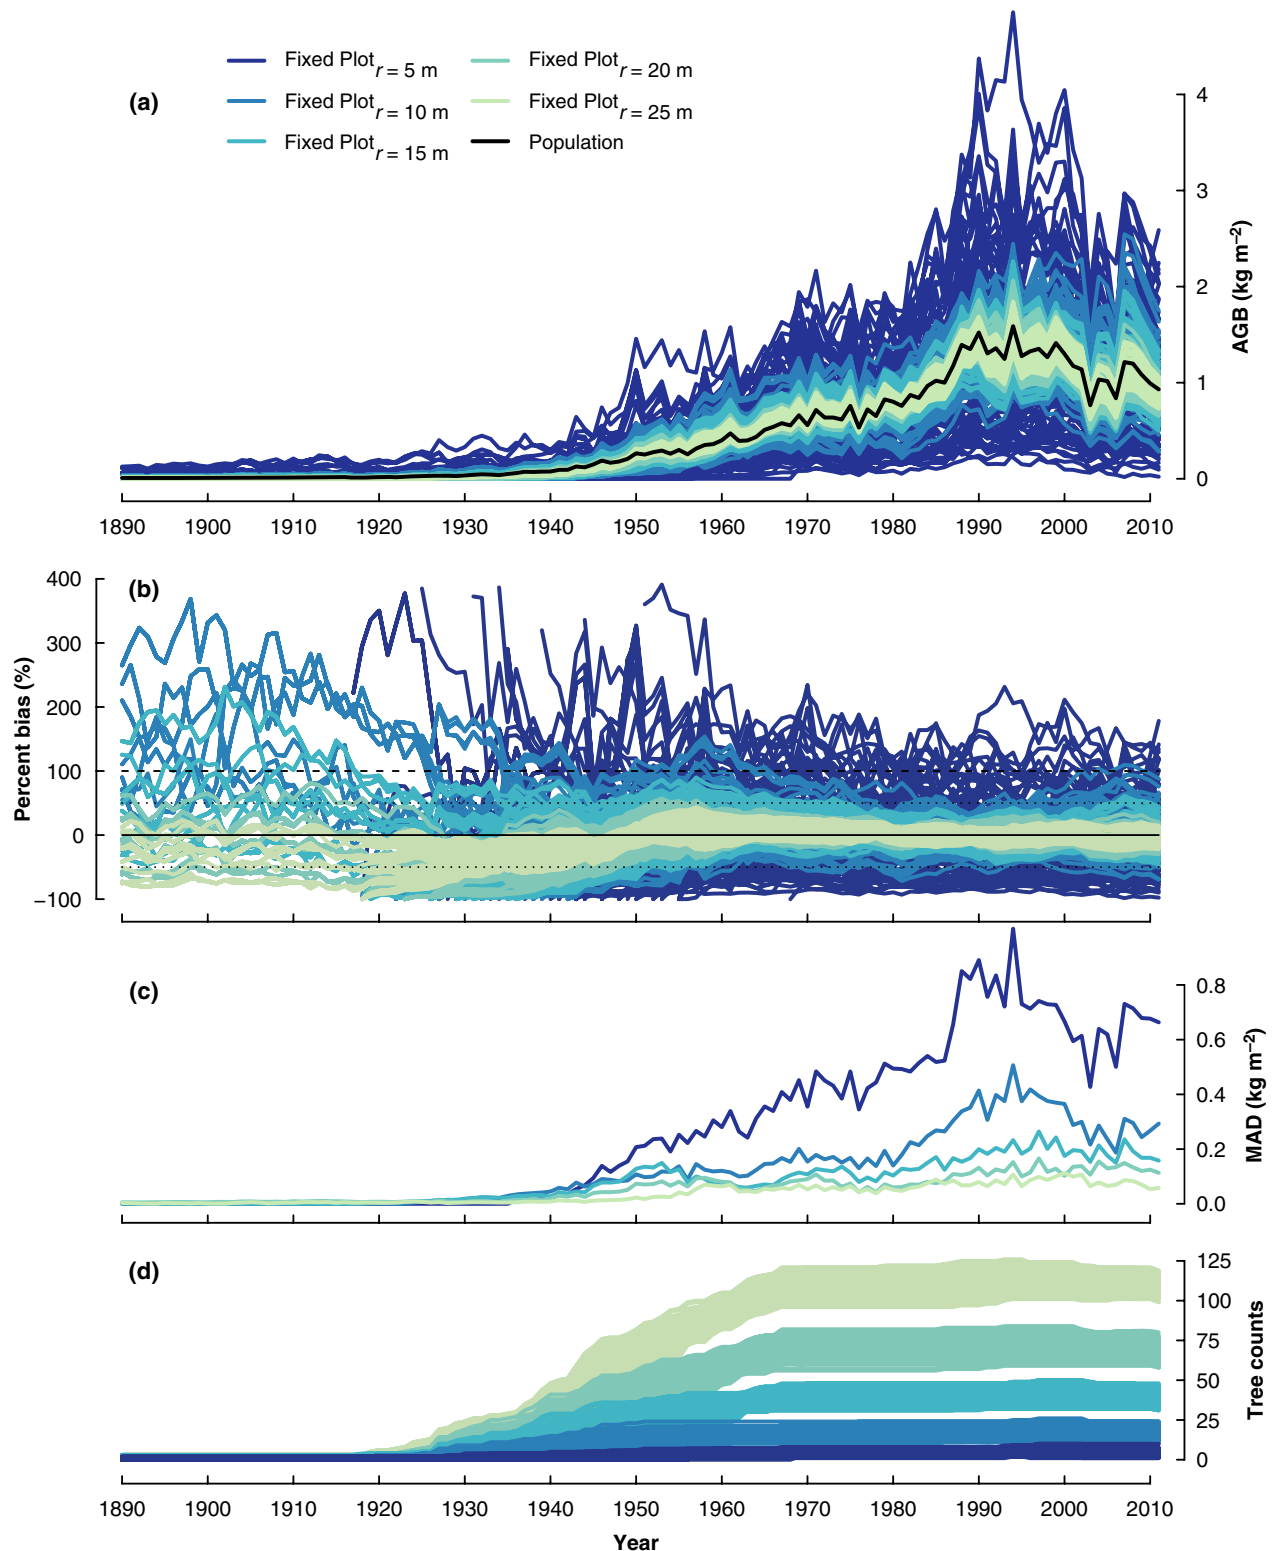 (a)
Fixed Plot r = 5 m
Fixed Plot r = 10 m
Fixed Plot r = 15 m
Fixed Plot r = 20 m
Fixed Plot r = 25 m
Population
4
3
2
1
0
AGB (kg m−2)
1890 1900 1910 1920 1930 1940 1950 1960 1970 1980 1990 2000 2010
(b)
400
300
200
100
0
−100
Percent bias (%)
(c)
0.8
0.6
0.4
0.2
0.0
MAD (kg m−2)
(d)
125
100
75
50
25
0
Tree counts
1890 1900 1910 1920 1930 1940 1950 1960 1970 1980 1990 2000 2010
Year